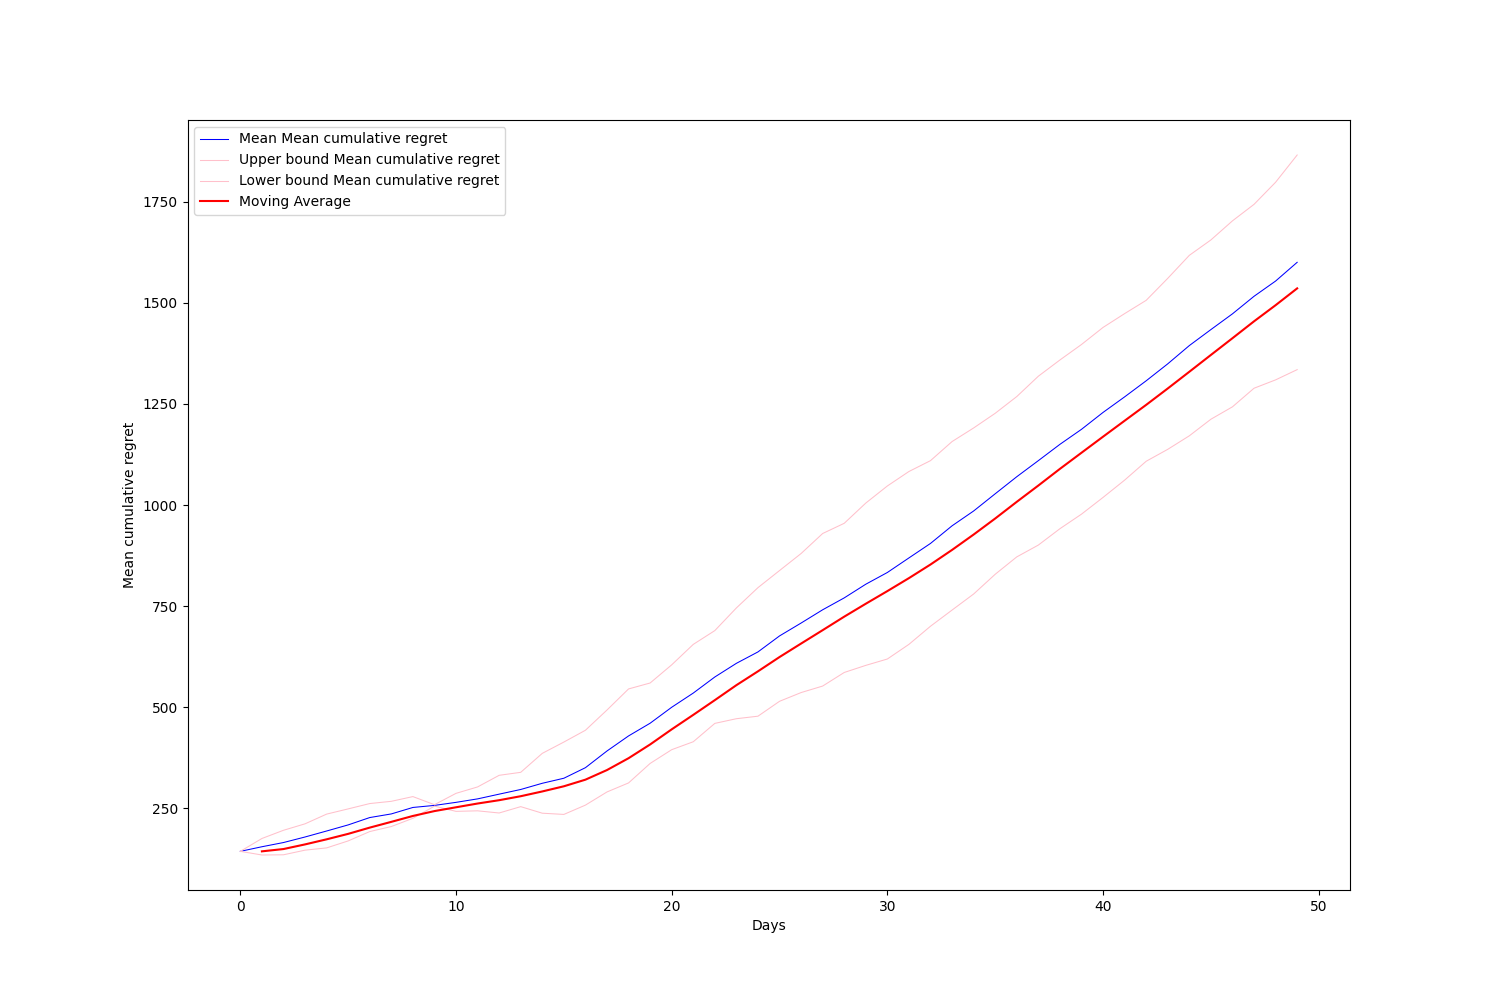 Mean Mean cumulative regret
Upper bound Mean cumulative regret
Lower bound Mean cumulative regret
Moving Average
1750
1500
1250
1000
750
500
250
Mean cumulative regret
0 10 20 30 40 50
Days